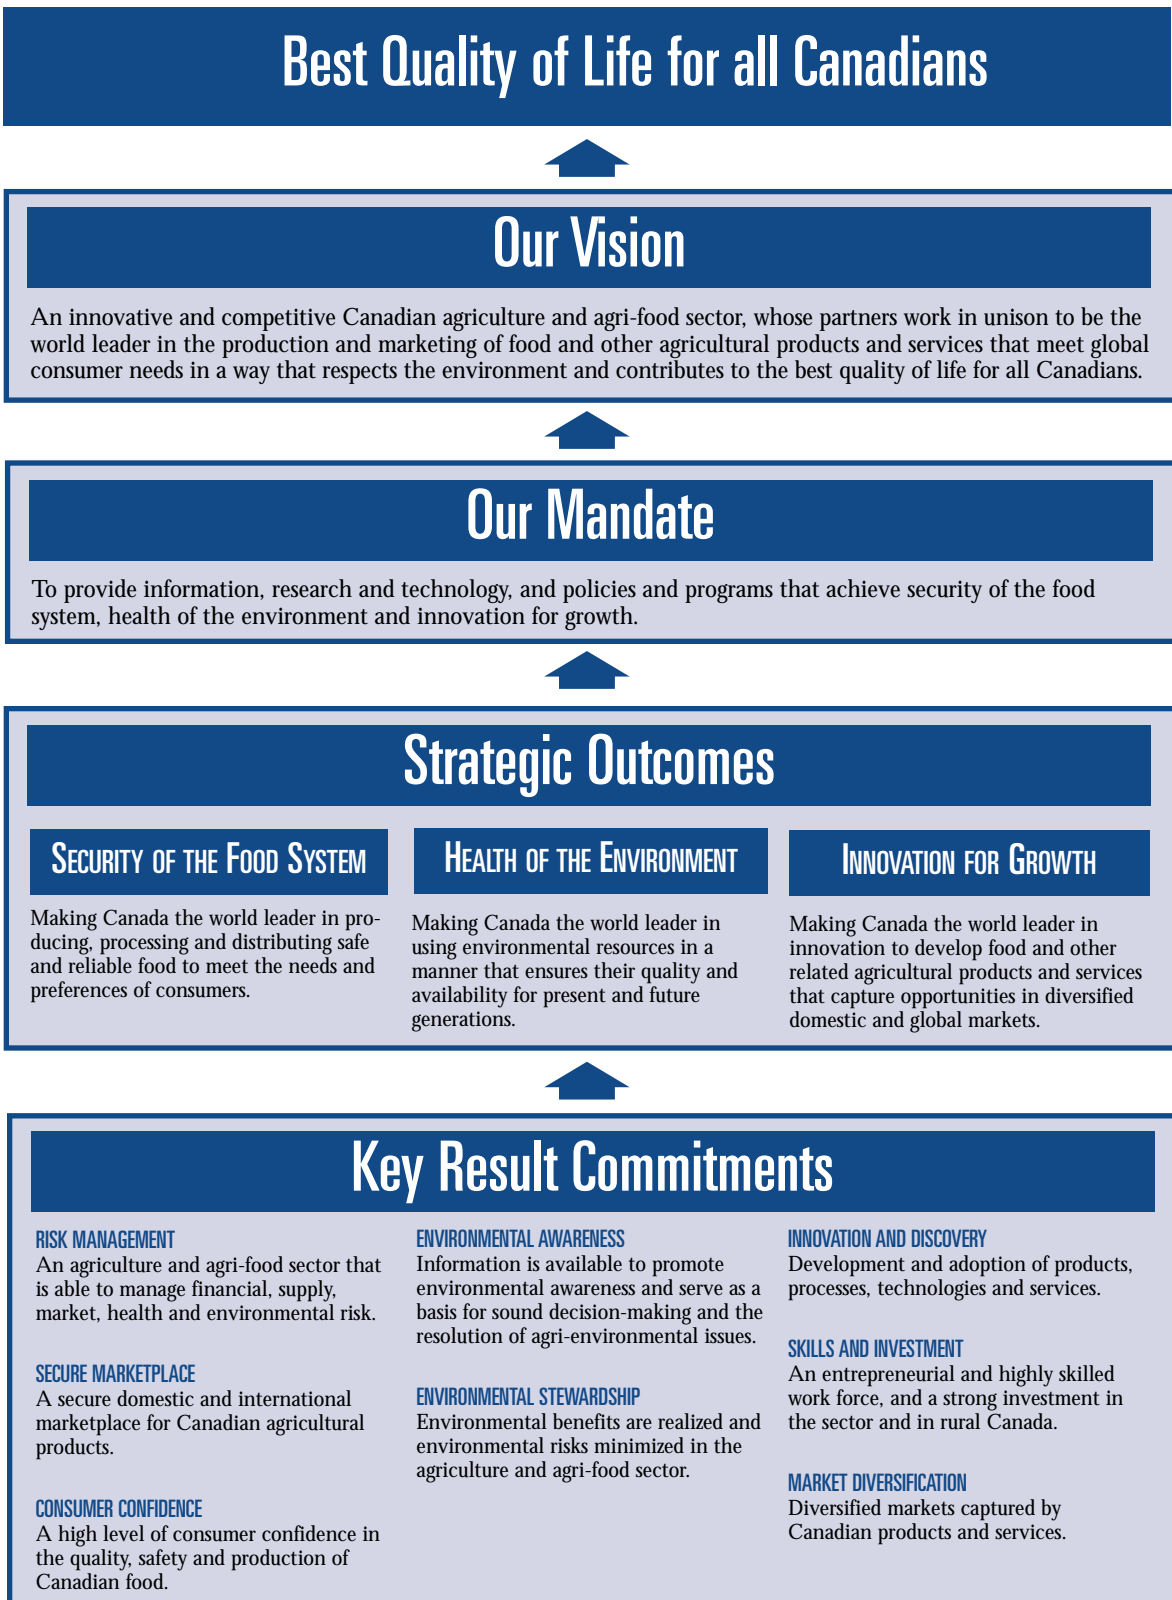 Best Quality of Life for all Canadians
Our Vision
An innovative and competitive Canadian agriculture and agri-food sector, whose partners work in unison to be the
world leader in the production and marketing of food and other agricultural products and services that meet global
consumer needs in a way that respects the environment and contributes to the best quality of life for all Canadians.
Our Mandate
To provide information, research and technology, and policies and programs that achieve security of the food
system, health of the environment and innovation for growth.
Strategic Outcomes
SECURITY OF THE FOOD SYSTEM
Making Canada the world leader in pro-
ducing, processing and distributing safe
and reliable food to meet the needs and
preferences of consumers.
HEALTH OF THE ENVIRONMENT
Making Canada the world leader in
using environmental resources in a
manner that ensures their quality and
availability for present and future
generations.
INNOVATION FOR GROWTH
Making Canada the world leader in
innovation to develop food and other
related agricultural products and services
that capture opportunities in diversified
domestic and global markets.
Key Result Commitments
RISK MANAGEMENT
An agriculture and agri-food sector that
is able to manage financial, supply,
market, health and environmental risk.
SECURE MARKETPLACE
A secure domestic and international
marketplace for Canadian agricultural
products.
CONSUMER CONFIDENCE
A high level of consumer confidence in
the quality, safety and production of
Canadian food.
ENVIRONMENTAL AWARENESS
Information is available to promote
environmental awareness and serve as a
basis for sound decision-making and the
resolution of agri-environmental issues.
ENVIRONMENTAL STEWARDSHIP
Environmental benefits are realized and
environmental risks minimized in the
agriculture and agri-food sector.
INNOVATION AND DISCOVERY
Development and adoption of products,
processes, technologies and services.
SKILLS AND INVESTMENT
An entrepreneurial and highly skilled
work force, and a strong investment in
the sector and in rural Canada.
MARKET DIVERSIFICATION
Diversified markets captured by
Canadian products and services.